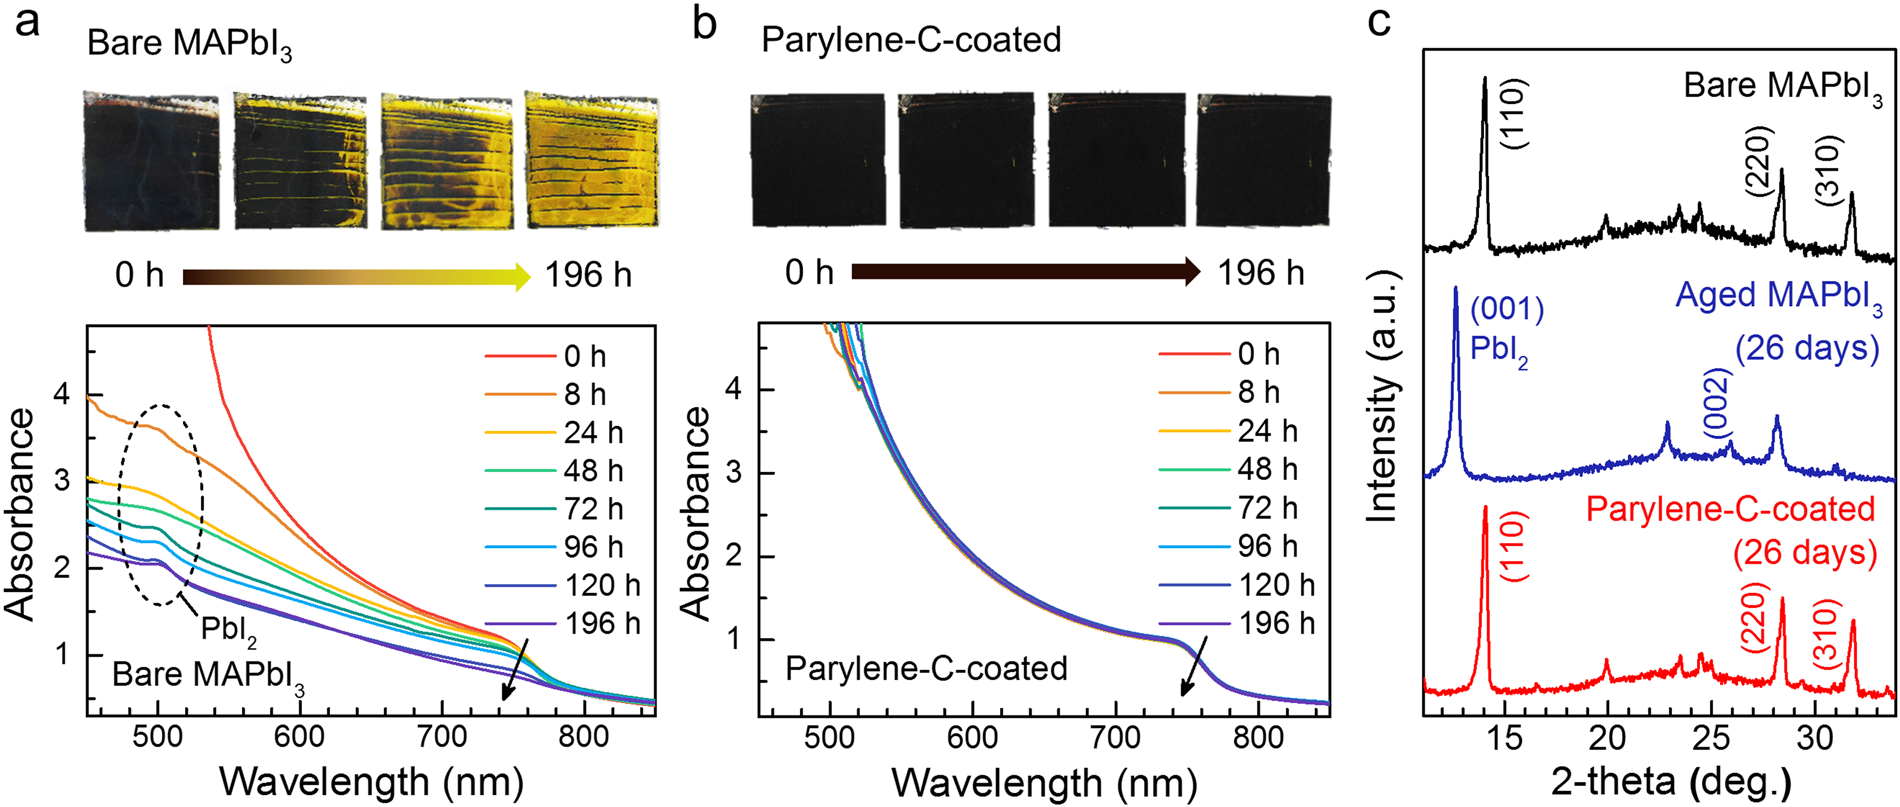 a
Bare MAPbI₃
0 h
196 h
4
3
2
1
Absorbance
0 h
8 h
24 h
48 h
72 h
96 h
120 h
196 h
PbI₂
Bare MAPbI₃
500
600
700
800
Wavelength (nm)
b
Parylene-C-coated
0 h
196 h
4
3
2
1
Absorbance
0 h
8 h
24 h
48 h
72 h
96 h
120 h
196 h
Parylene-C-coated
500
600
700
800
Wavelength (nm)
c
Intensity (a.u.)
Bare MAPbI₃
(110)
(220)
(310)
Aged MAPbI₃
(26 days)
(001)
PbI₂
(002)
Parylene-C-coated
(26 days)
(110)
(220)
(310)
15
20
25
30
2-theta (deg.)